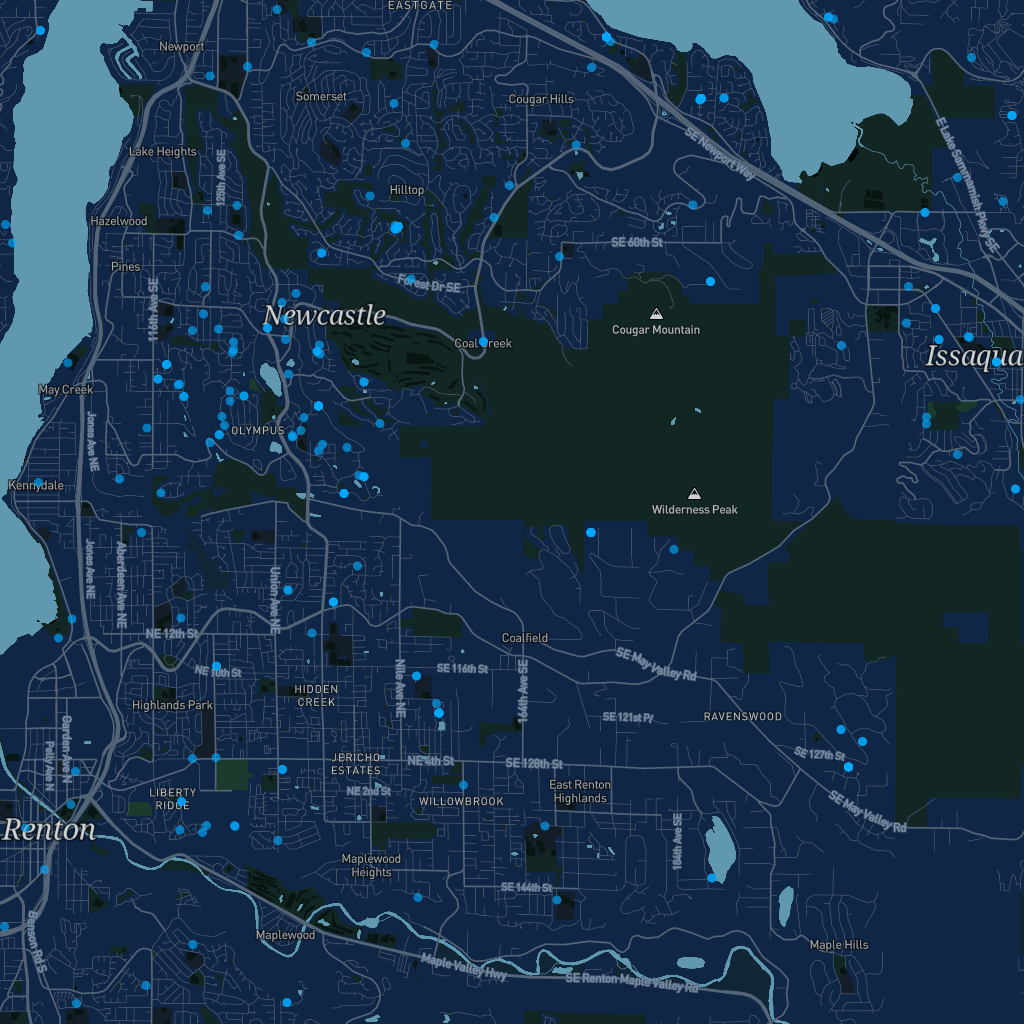 EASTGATE
Newport
Somerset
Cougar Hills
SE Newport Way
E Lake Sammamish Pkwy SE
Lake Heights
125th Ave SE
Hilltop
Hazelwood
SE 60th St
Pines
Forest Dr SE
116th Ave SE
Newcastle
Cougar Mountain
Coal Creek
Issaqua
May Creek
OLYMPUS
Jones Ave NE
Kennydale
Wilderness Peak
Jones Ave NE
Aberdeen Ave NE
Union Ave NE
NE 12th St
Coalfield
NE 10th St
SE 116th St
SE May Valley Rd
Nile Ave NE
164th Ave SE
HIDDEN
CREEK
Highlands Park
Garden Ave N
Pelly Ave N
SE 121st Pl
RAVENSWOOD
SE 127th St
JERICHO
ESTATES
NE 4th St
SE 128th St
NE 2nd St
LIBERTY
RIDGE
WILLOWBROOK
East Renton
Highlands
SE May Valley Rd
Renton
184th Ave SE
Maplewood
Heights
SE 144th St
Benson Rd S
Maplewood
Maple Hills
Maple Valley Hwy
SE Renton Maple Valley Rd